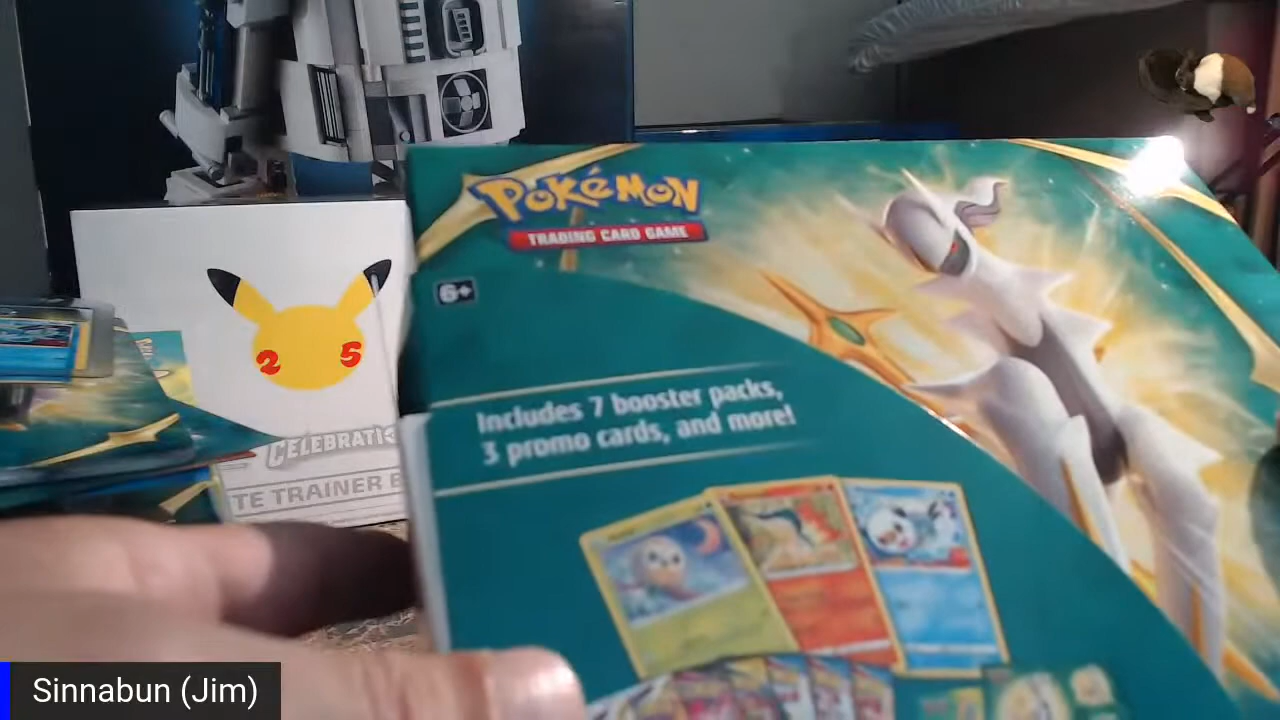 POKéMON
TRADING CARD GAME
6+
Includes 7 booster packs,
3 promo cards, and more!
2 5
CELEBRATIO
TE TRAINER B
Sinnabun (Jim)